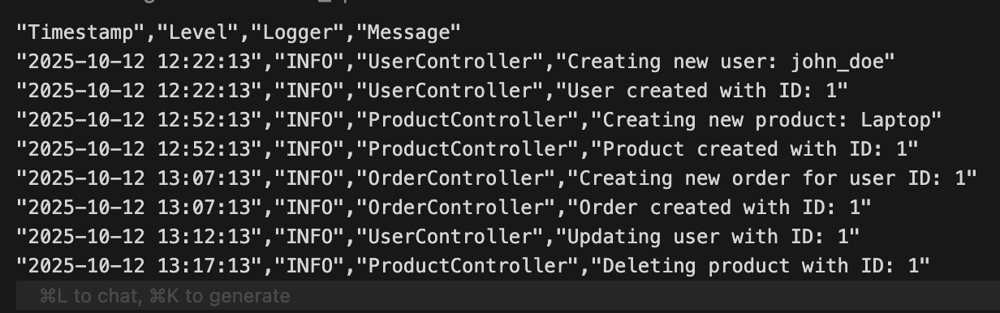 "Timestamp","Level","Logger","Message"
"2025-10-12 12:22:13","INFO","UserController","Creating new user: john_doe"
"2025-10-12 12:22:13","INFO","UserController","User created with ID: 1"
"2025-10-12 12:52:13","INFO","ProductController","Creating new product: Laptop"
"2025-10-12 12:52:13","INFO","ProductController","Product created with ID: 1"
"2025-10-12 13:07:13","INFO","OrderController","Creating new order for user ID: 1"
"2025-10-12 13:07:13","INFO","OrderController","Order created with ID: 1"
"2025-10-12 13:12:13","INFO","UserController","Updating user with ID: 1"
"2025-10-12 13:17:13","INFO","ProductController","Deleting product with ID: 1"
⌘L to chat, ⌘K to generate